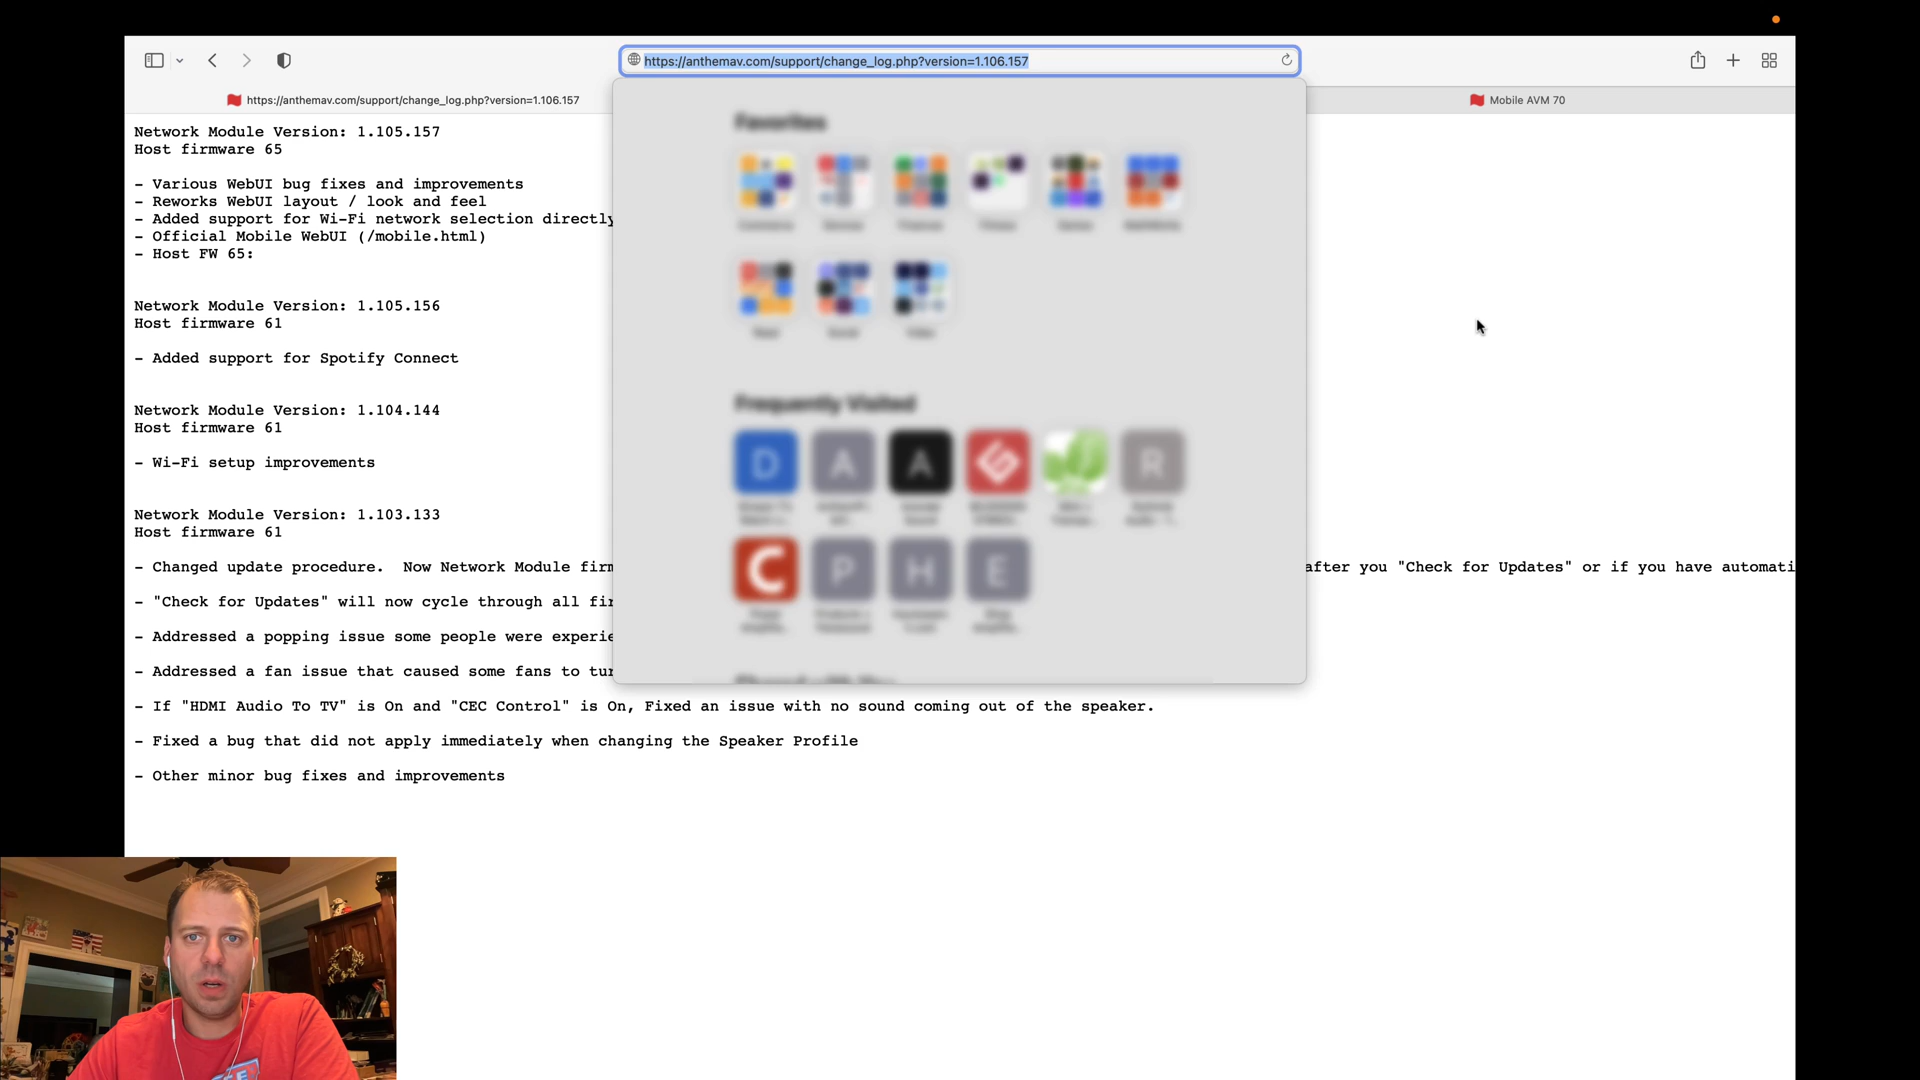 https://anthemav.com/support/change_log.php?version=1.106.157
https://anthemav.com/support/change_log.php?version=1.106.157
Mobile AVM 70
Network Module Version: 1.105.157
Host firmware 65
- Various WebUI bug fixes and improvements
- Reworks WebUI layout / look and feel
- Added support for Wi-Fi network selection directly
- Official Mobile WebUI (/mobile.html)
- Host FW 65:
Network Module Version: 1.105.156
Host firmware 61
- Added support for Spotify Connect
Network Module Version: 1.104.144
Host firmware 61
- Wi-Fi setup improvements
Network Module Version: 1.103.133
Host firmware 61
- Changed update procedure. Now Network Module firm after you "Check for Updates" or if you have automati
- "Check for Updates" will now cycle through all fir
- Addressed a popping issue some people were experie
- Addressed a fan issue that caused some fans to tur
- If "HDMI Audio To TV" is On and "CEC Control" is On, Fixed an issue with no sound coming out of the speaker.
- Fixed a bug that did not apply immediately when changing the Speaker Profile
- Other minor bug fixes and improvements
Favorites
Frequently Visited
D
A
A
R
C
P
H
E